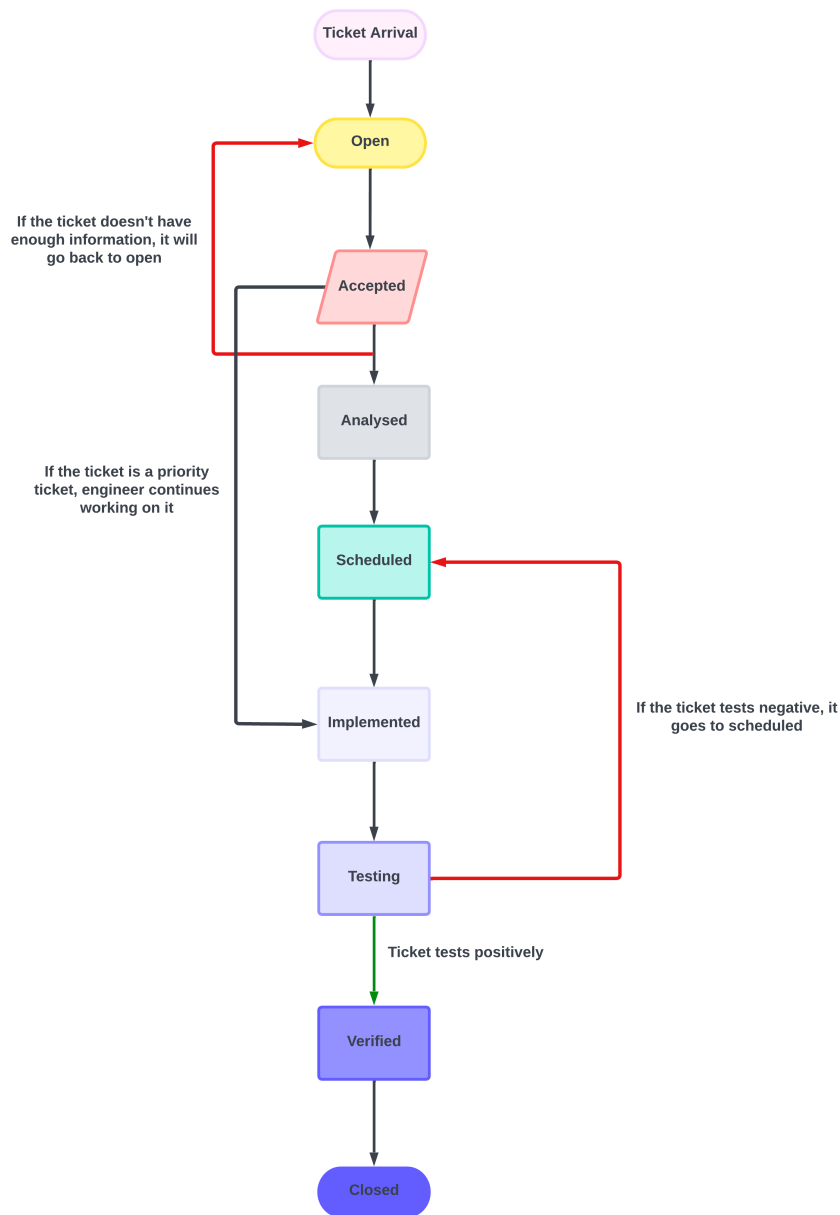 Ticket Arrival
Open
If the ticket doesn't have
enough information, it will
go back to open
Accepted
Analysed
If the ticket is a priority
ticket, engineer continues
working on it
Scheduled
Implemented
If the ticket tests negative, it
goes to scheduled
Testing
Ticket tests positively
Verified
Closed